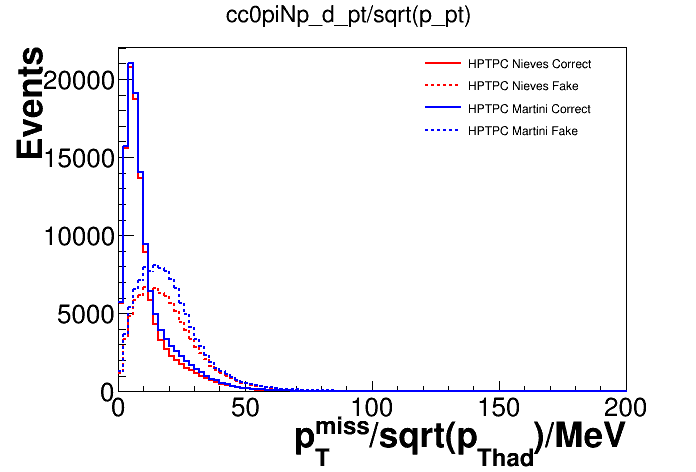 cc0piNp_d_pt/sqrt(p_pt)
Events
20000
15000
10000
5000
0
HPTPC Nieves Correct
HPTPC Nieves Fake
HPTPC Martini Correct
HPTPC Martini Fake
0 50 100 150 200
p_T^miss/sqrt(p_Thad)/MeV